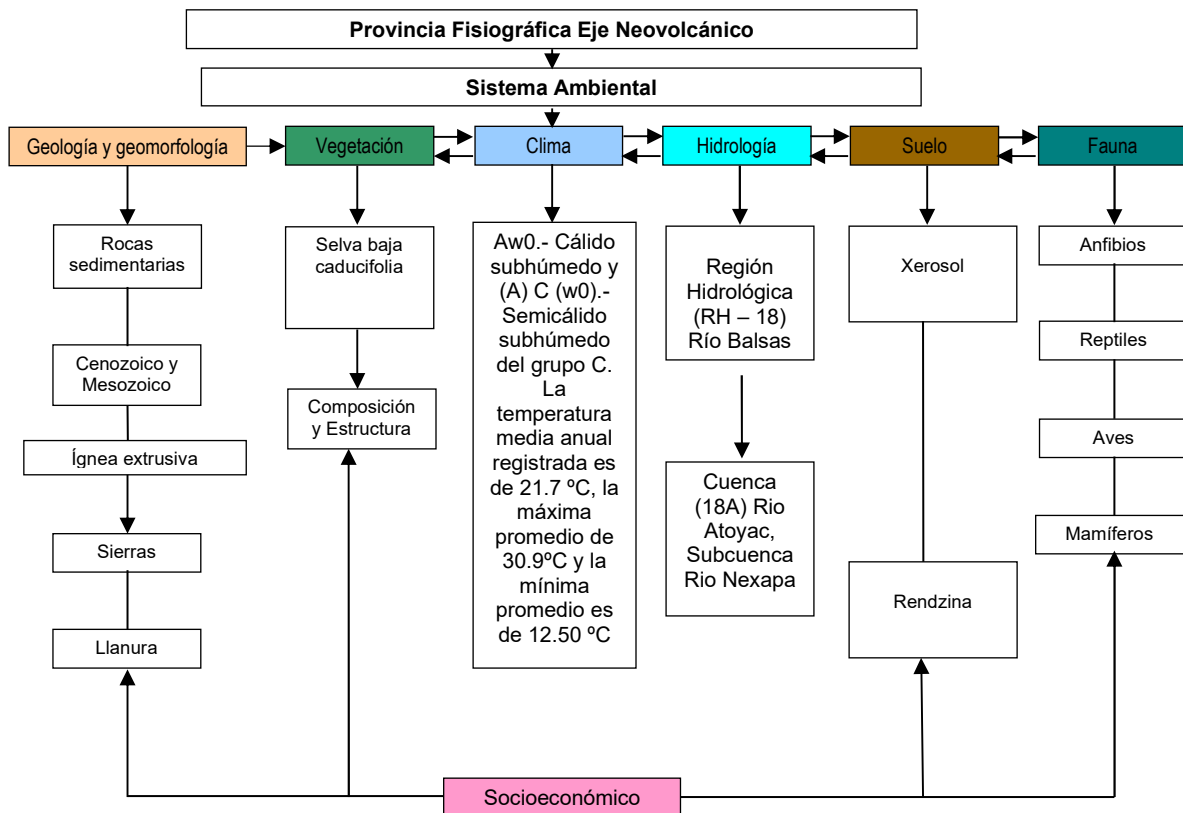 Provincia Fisiográfica Eje Neovolcánico
Sistema Ambiental
Geología y geomorfología
Vegetación
Clima
Hidrología
Suelo
Fauna
Rocas
sedimentarias
Cenozoico y
Mesozoico
Ígnea extrusiva
Sierras
Llanura
Selva baja
caducifolia
Composición
y Estructura
Aw0.- Cálido
subhúmedo y
(A) C (w0).-
Semicálido
subhúmedo
del grupo C.
La
temperatura
media anual
registrada es
de 21.7 ºC, la
máxima
promedio de
30.9ºC y la
mínima
promedio es
de 12.50 ºC
Región
Hidrológica
(RH – 18)
Río Balsas
Cuenca
(18A) Rio
Atoyac,
Subcuenca
Rio Nexapa
Xerosol
Rendzina
Anfibios
Reptiles
Aves
Mamíferos
Socioeconómico